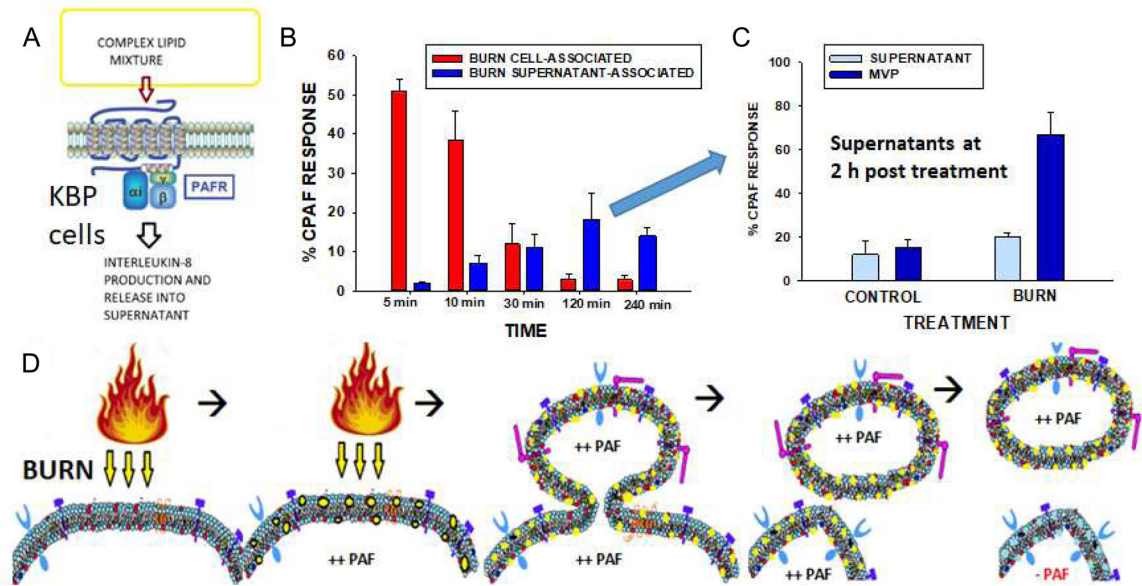 A
COMPLEX LIPID
MIXTURE
αi
γ
β
PAFR
KBP
cells
INTERLEUKIN-8
PRODUCTION AND
RELEASE INTO
SUPERNATANT
B
% CPAF RESPONSE
60
50
40
30
20
10
0
BURN CELL-ASSOCIATED
BURN SUPERNATANT-ASSOCIATED
5 min
10 min
30 min
120 min
240 min
TIME
C
% CPAF RESPONSE
100
80
60
40
20
0
SUPERNATANT
MVP
Supernatants at
2 h post treatment
CONTROL
BURN
TREATMENT
D
BURN
++ PAF
++ PAF
++ PAF
++ PAF
++ PAF
++ PAF
- PAF